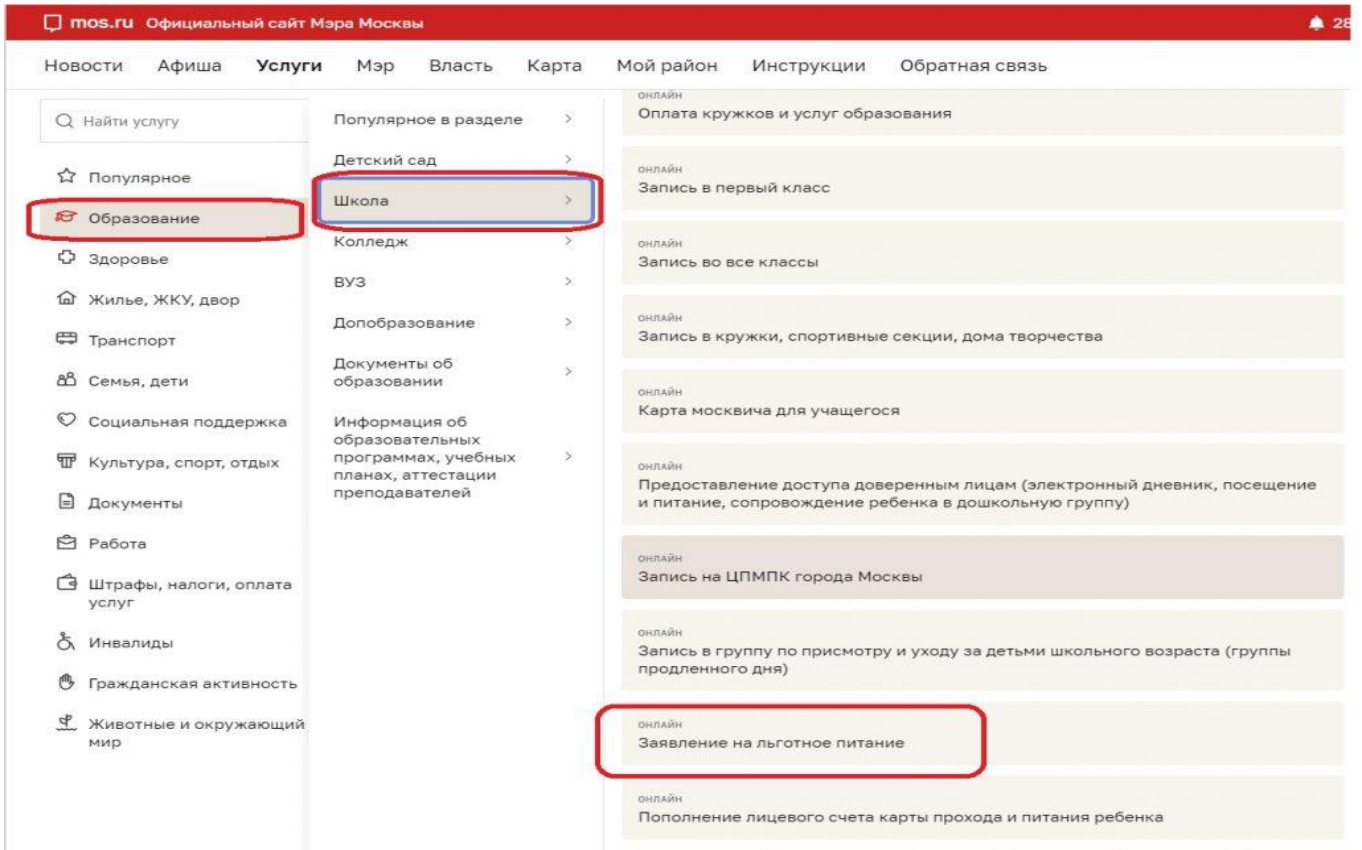 mos.ru Официальный сайт Мэра Москвы
28
Новости Афиша Услуги Мэр Власть Карта Мой район Инструкции Обратная связь
Найти услугу
Популярное
Образование
Здоровье
Жилье, ЖКУ, двор
Транспорт
Семья, дети
Социальная поддержка
Культура, спорт, отдых
Документы
Работа
Штрафы, налоги, оплата
услуг
Инвалиды
Гражданская активность
Животные и окружающий
мир
Популярное в разделе
Детский сад
Школа
Колледж
ВУЗ
Допобразование
Документы об
образовании
Информация об
образовательных
программах, учебных
планах, аттестации
преподавателей
онлайн
Оплата кружков и услуг образования
онлайн
Запись в первый класс
онлайн
Запись во все классы
онлайн
Запись в кружки, спортивные секции, дома творчества
онлайн
Карта москвича для учащегося
онлайн
Предоставление доступа доверенным лицам (электронный дневник, посещение
и питание, сопровождение ребенка в дошкольную группу)
онлайн
Запись на ЦПМПК города Москвы
онлайн
Запись в группу по присмотру и уходу за детьми школьного возраста (группы
продленного дня)
онлайн
Заявление на льготное питание
онлайн
Пополнение лицевого счета карты прохода и питания ребенка